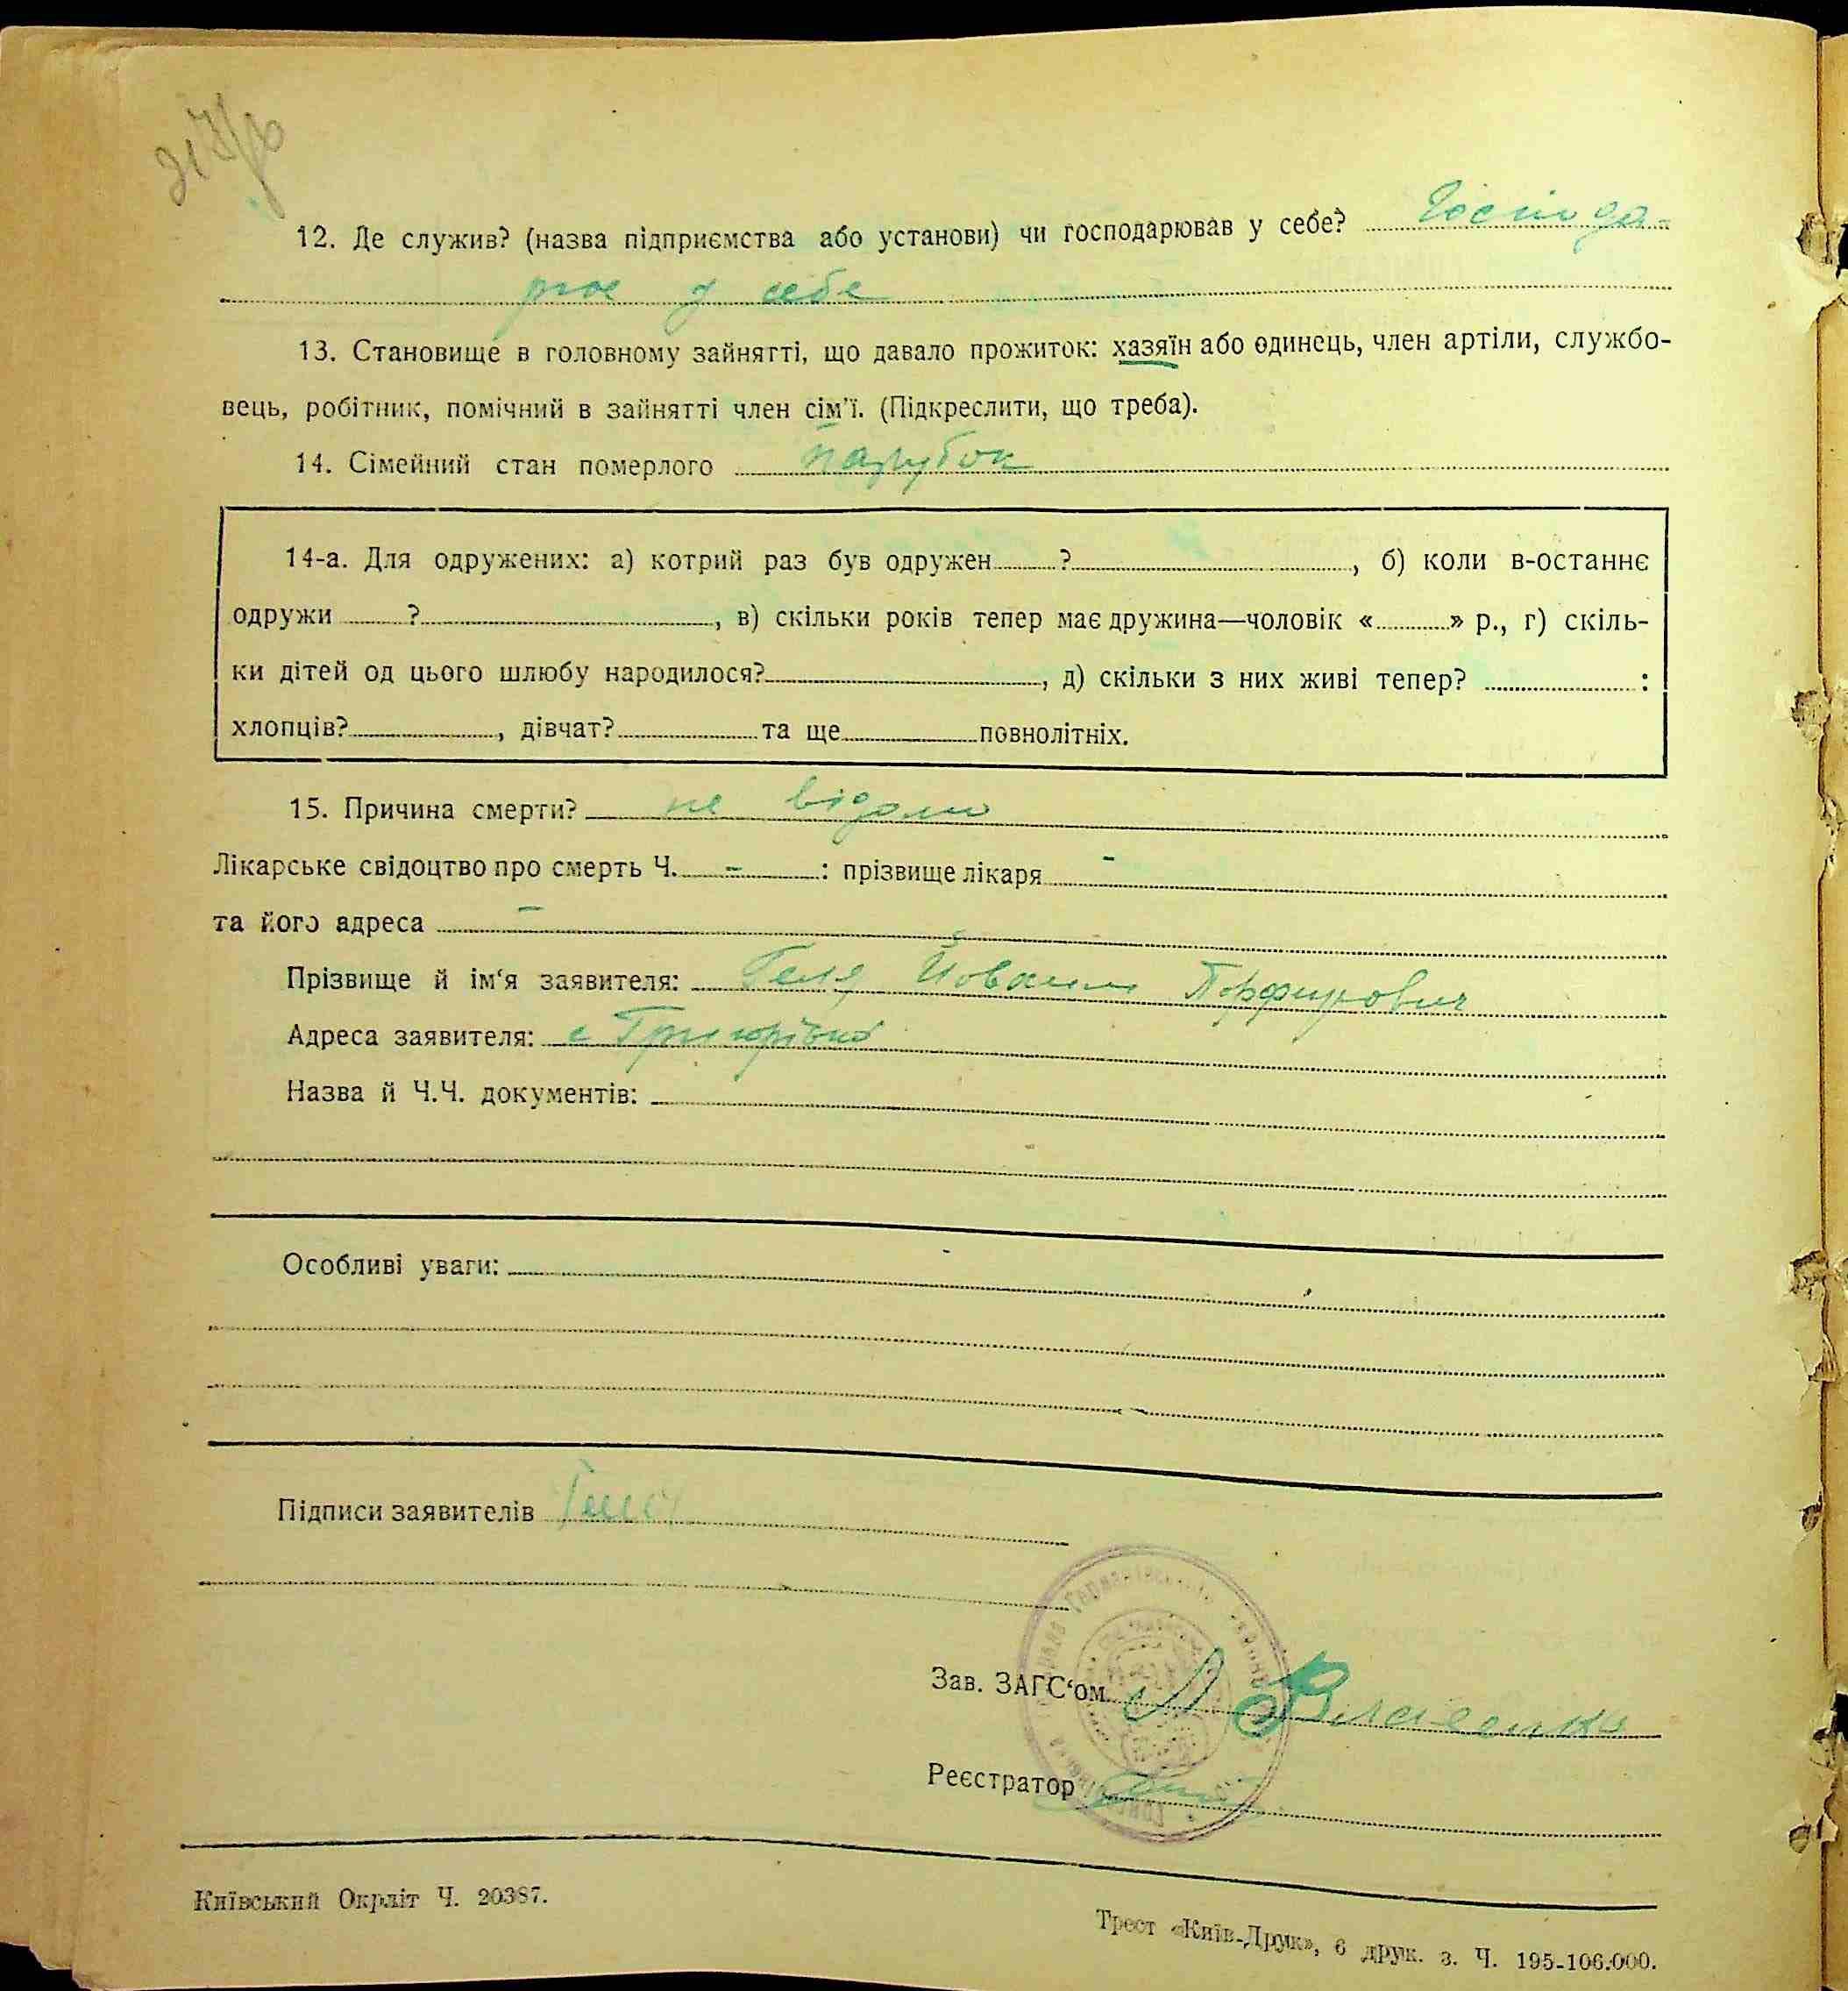 12. Де служив? (назва підприємства або установи) чи господарював у себе? Господа-
рює у себе
13. Становище в головному зайнятті, що давало прожиток: хазяїн або одинець, член артіли, службо-
вець, робітник, помічний в зайнятті член сім'ї. (Підкреслити, що треба).
14. Сімейний стан померлого парубок
14-а. Для одружених: а) котрий раз був одружен ? , б) коли в-останнє
одружи ? , в) скільки років тепер має дружина—чоловік « » р., г) скіль-
ки дітей од цього шлюбу народилося? , д) скільки з них живі тепер? :
хлопців? , дівчат? та ще повнолітніх.
15. Причина смерти? не відомо
Лікарське свідоцтво про смерть Ч. - : прізвище лікаря -
та його адреса -
Прізвище й ім'я заявителя: Порфирович
Адреса заявителя: с Григорівка
Назва й Ч.Ч. документів:
Особливі уваги:
Підписи заявителів
Зав. ЗАГС'ом
Реєстратор
Київський Окрліт Ч. 20387.
Трест «Київ-Друк», 6 друк. з. Ч. 195-106.000.